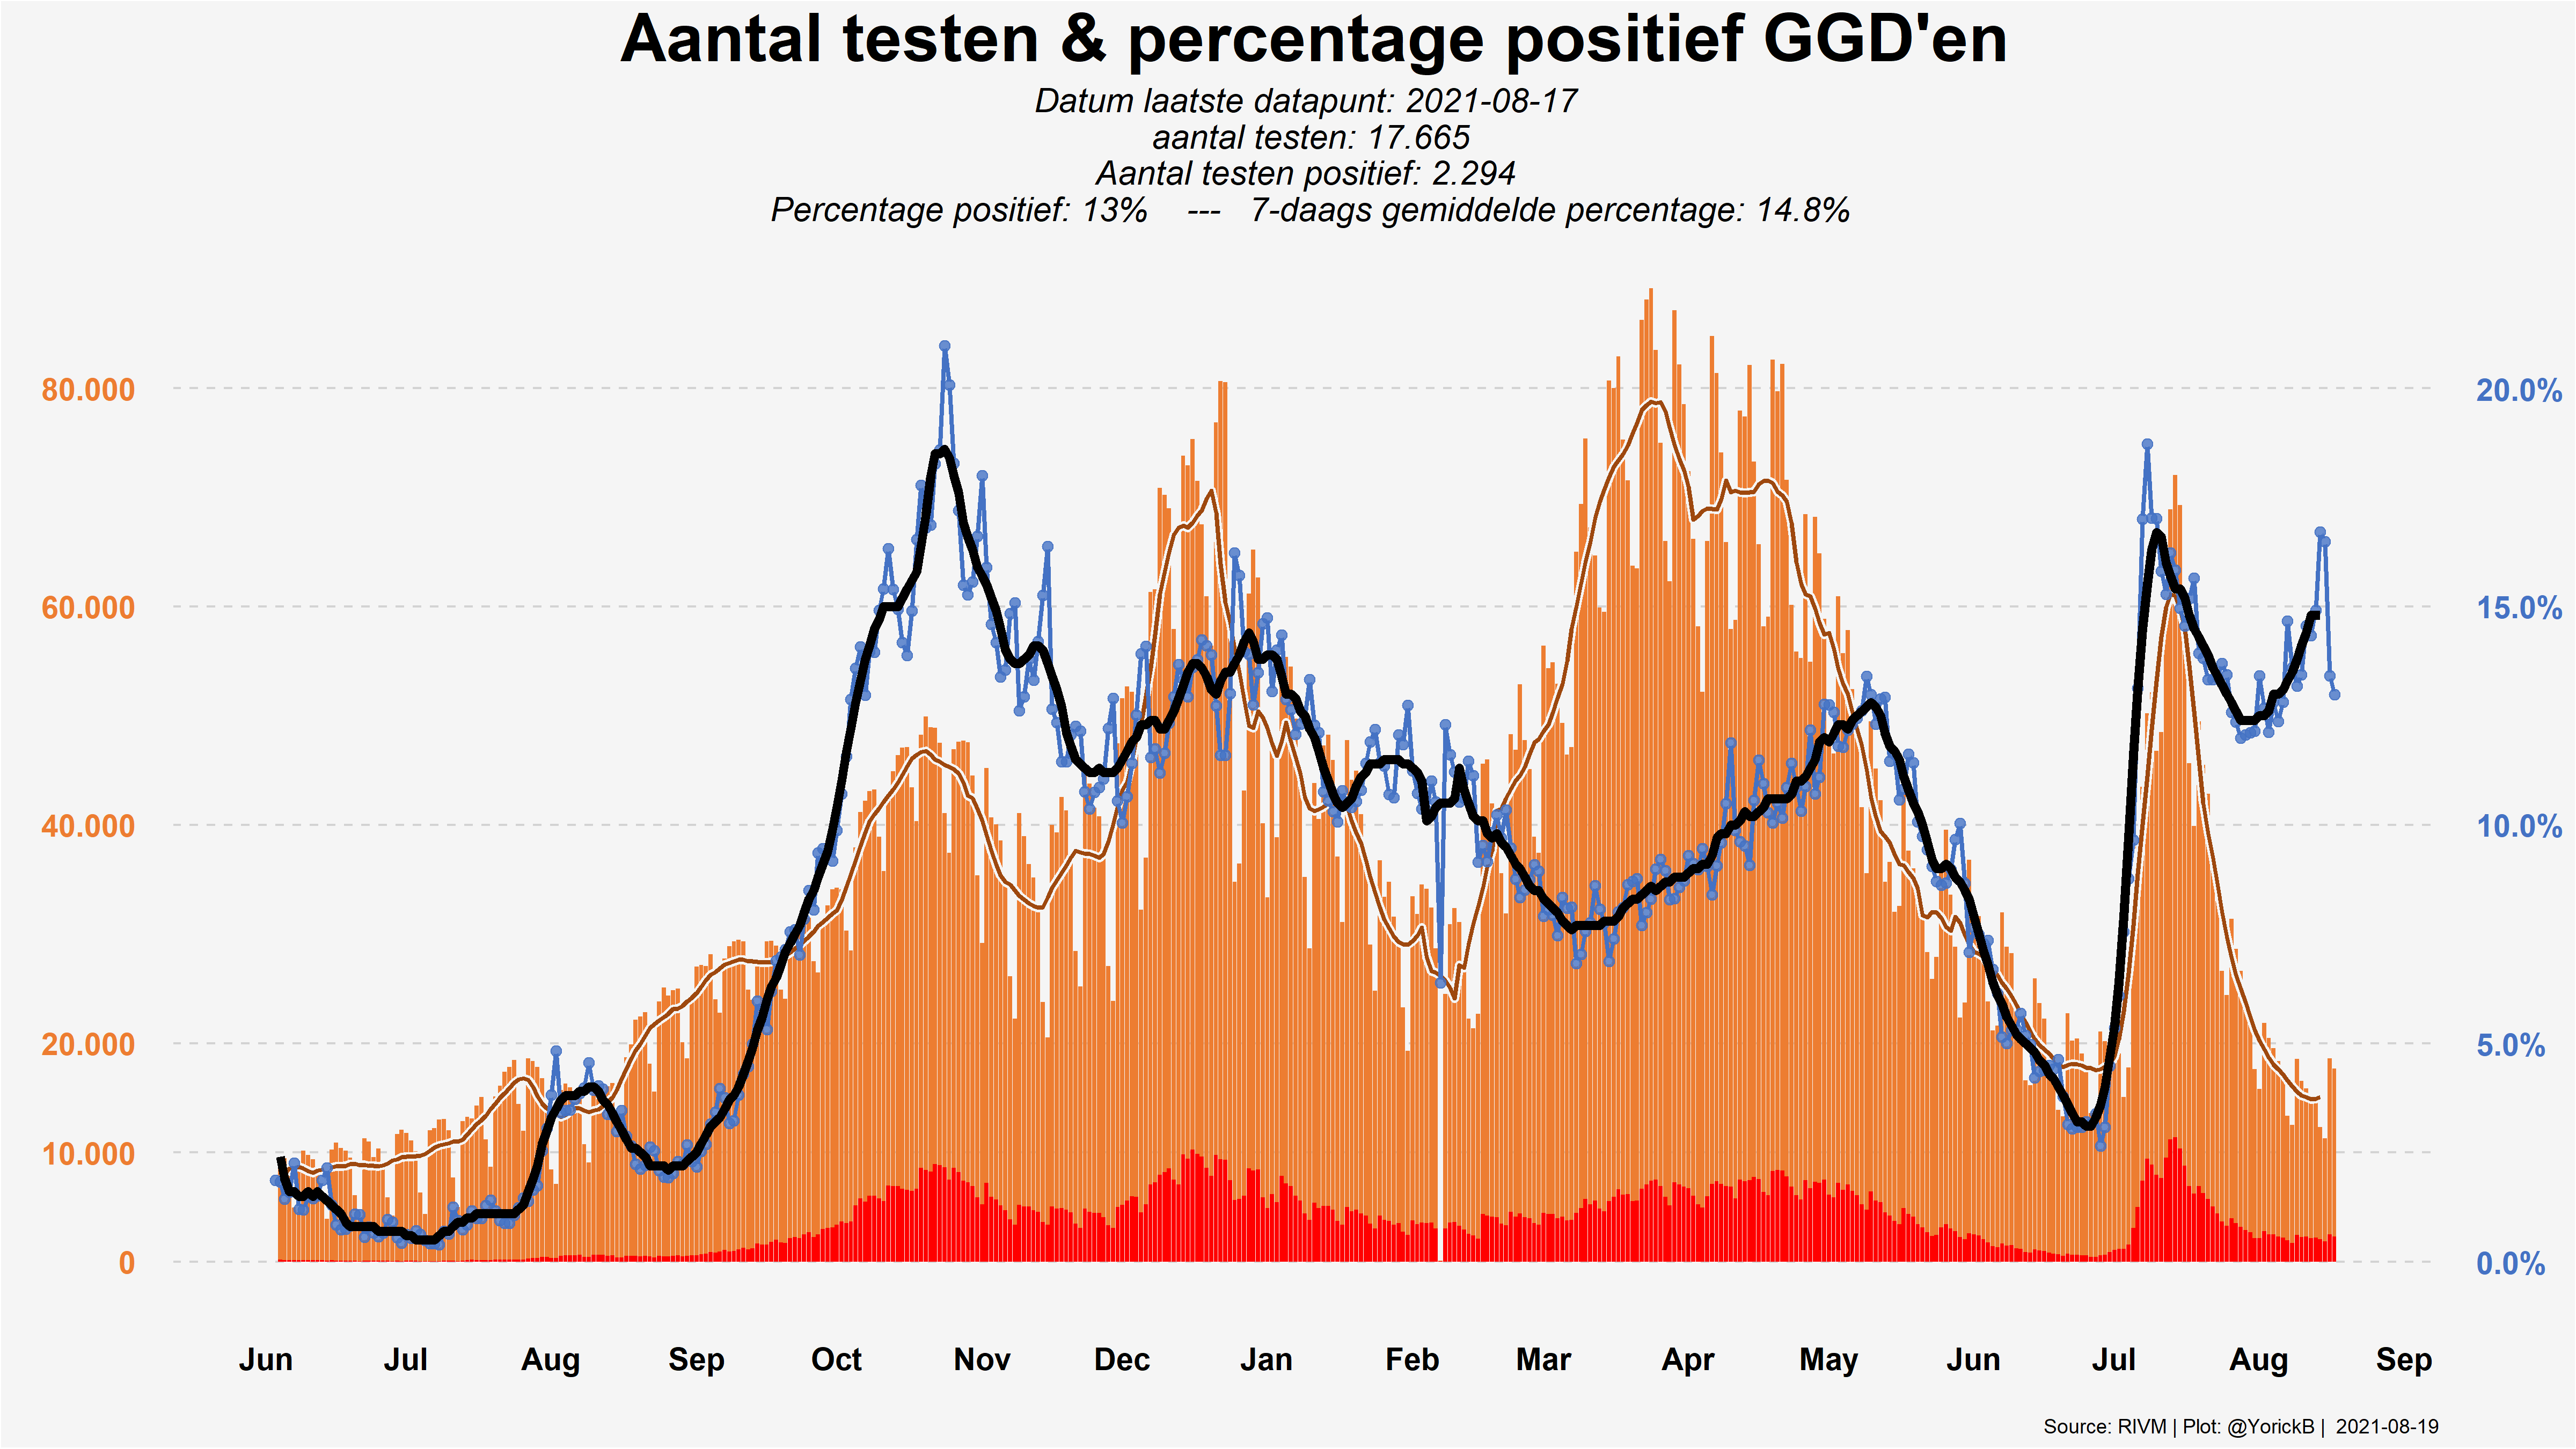 Aantal testen & percentage positief GGD'en
Datum laatste datapunt: 2021-08-17
aantal testen: 17.665
Aantal testen positief: 2.294
Percentage positief: 13% --- 7-daags gemiddelde percentage: 14.8%
80.000
60.000
40.000
20.000
10.000
0
20.0%
15.0%
10.0%
5.0%
0.0%
Jun Jul Aug Sep Oct Nov Dec Jan Feb Mar Apr May Jun Jul Aug Sep
Source: RIVM | Plot: @YorickB | 2021-08-19